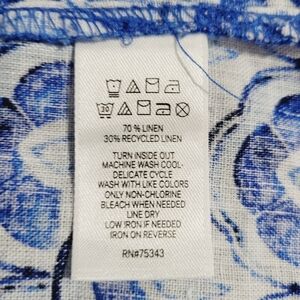 30
70 % LINEN
30% RECYCLED LINEN
TURN INSIDE OUT
MACHINE WASH COOL-
DELICATE CYCLE
WASH WITH LIKE COLORS
ONLY NON-CHLORINE
BLEACH WHEN NEEDED
LINE DRY
LOW IRON IF NEEDED
IRON ON REVERSE
RN#75343